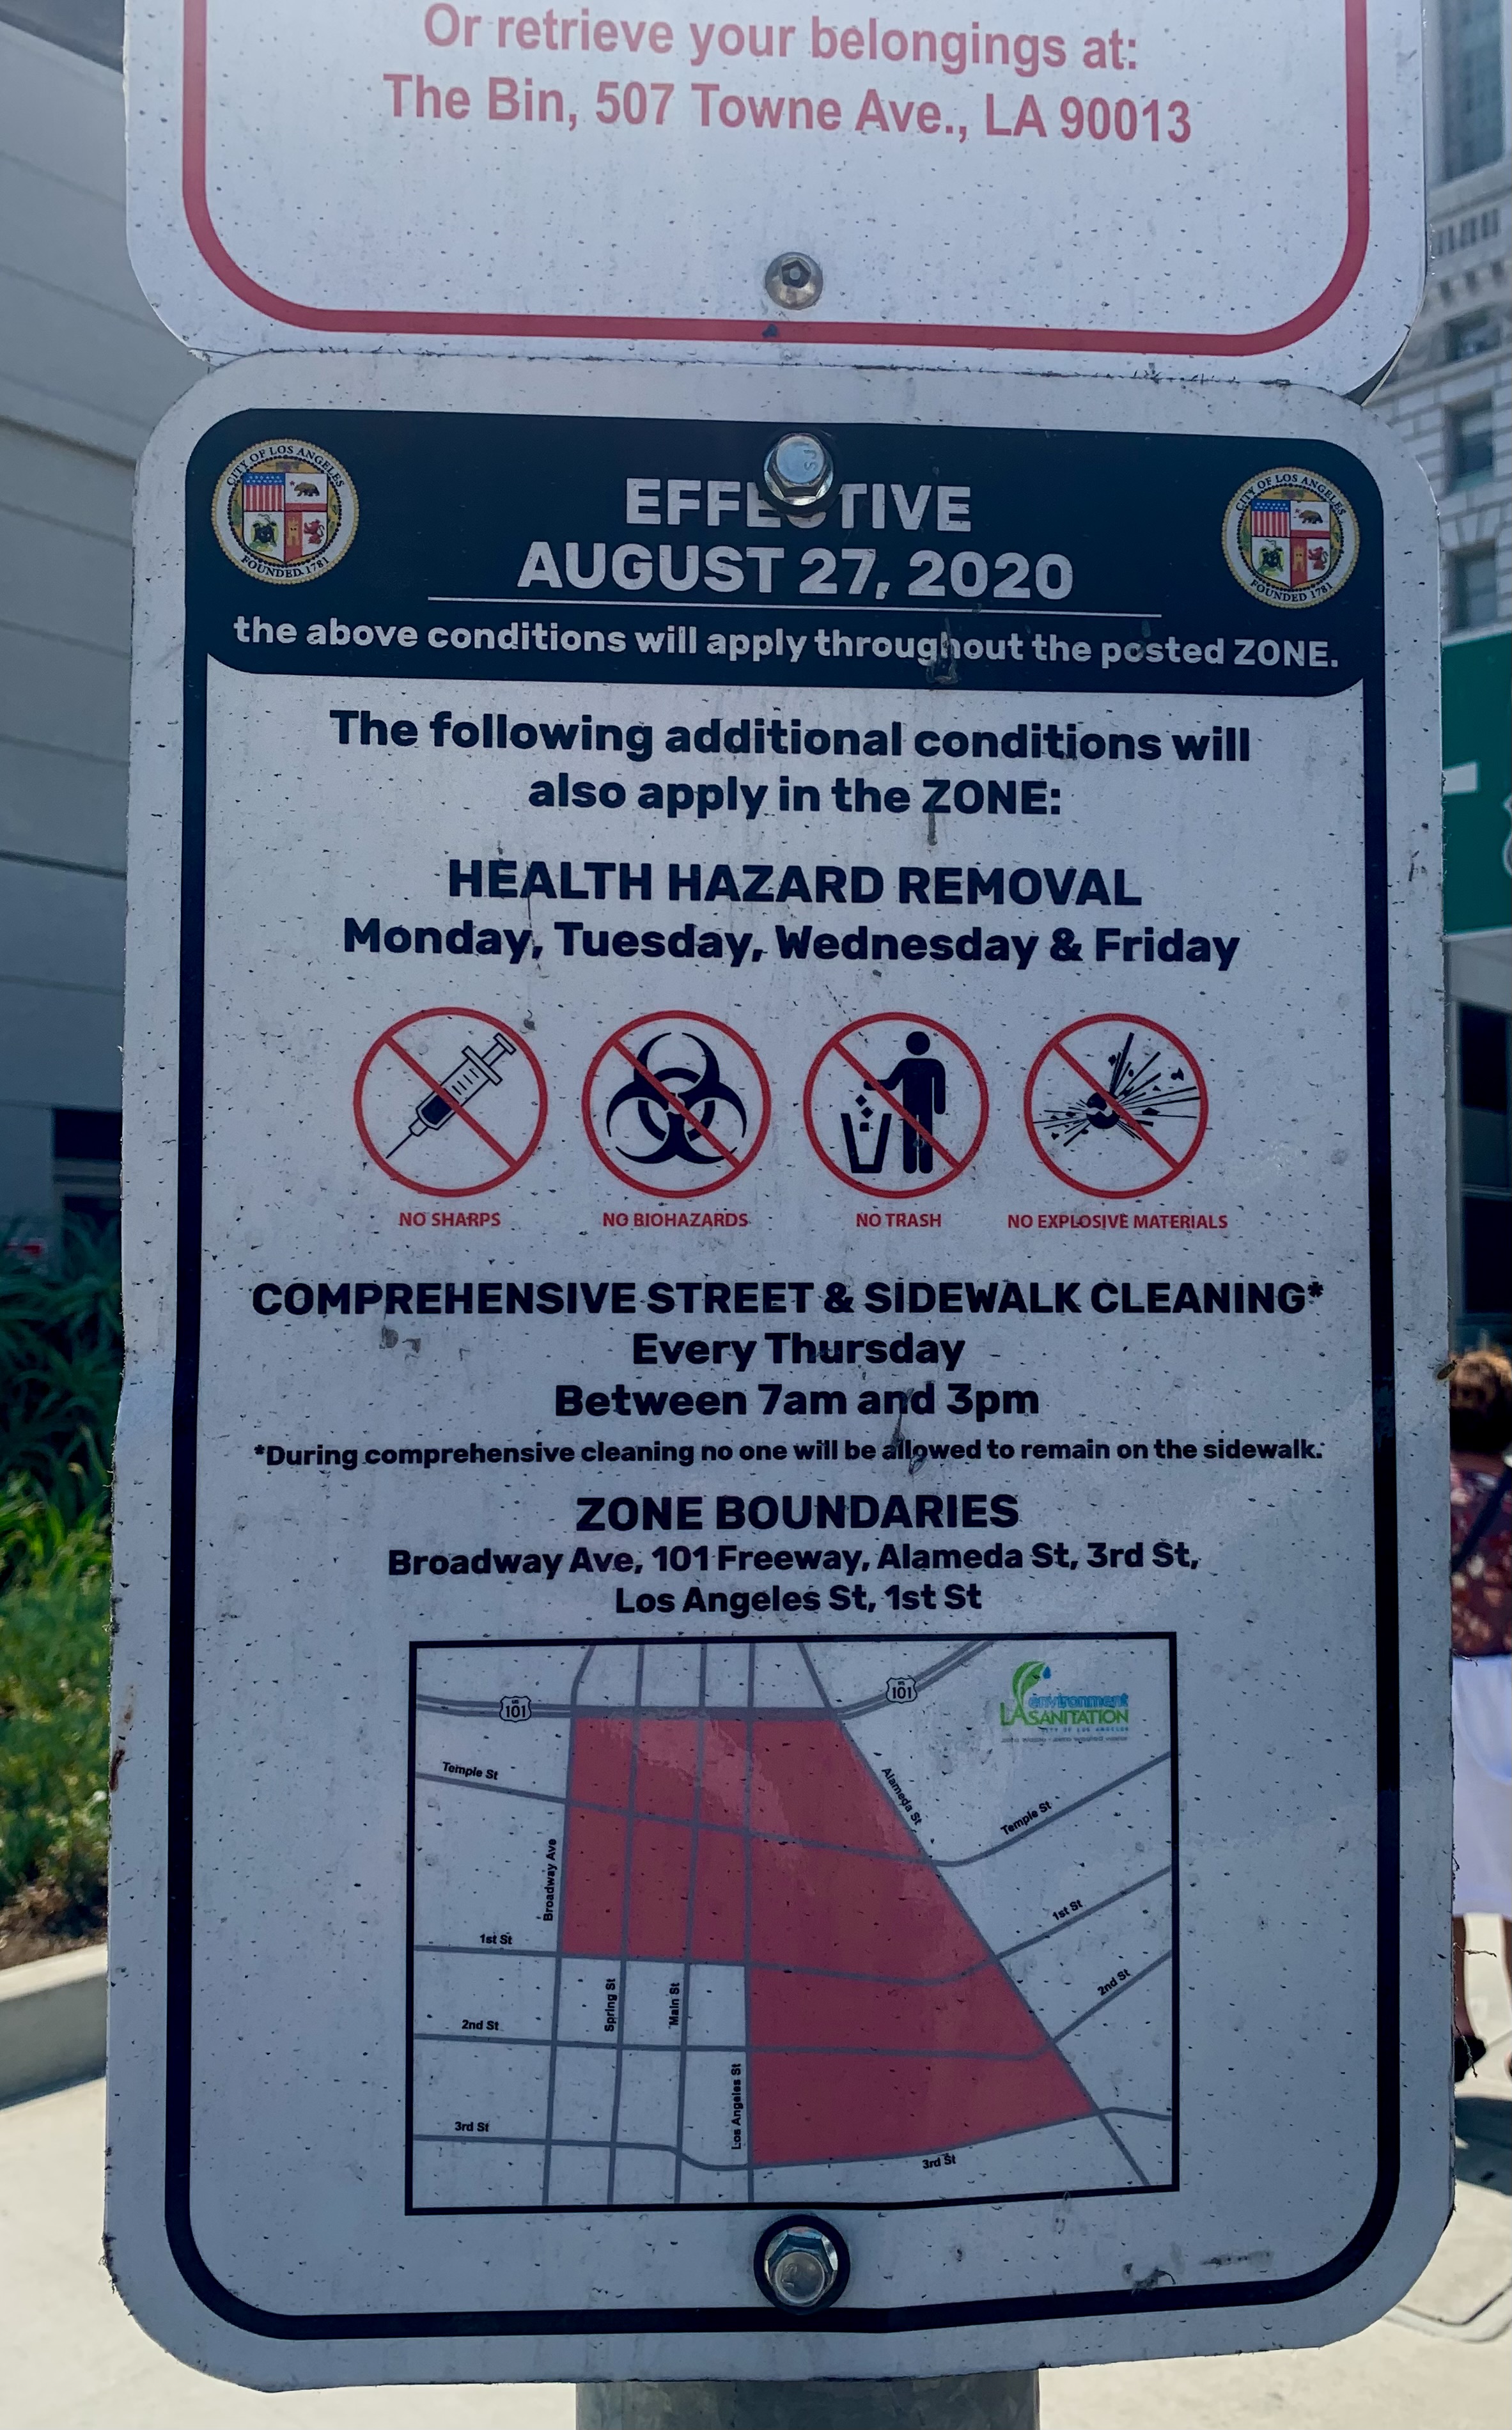 Or retrieve your belongings at:
The Bin, 507 Towne Ave., LA 90013
CITY OF LOS ANGELES
FOUNDED 1781
EFFECTIVE
AUGUST 27, 2020
CITY OF LOS ANGELES
FOUNDED 1781
the above conditions will apply throughout the posted ZONE.
The following additional conditions will
also apply in the ZONE:
HEALTH HAZARD REMOVAL
Monday, Tuesday, Wednesday & Friday
NO SHARPS
NO BIOHAZARDS
NO TRASH
NO EXPLOSIVE MATERIALS
COMPREHENSIVE STREET & SIDEWALK CLEANING*
Every Thursday
Between 7am and 3pm
*During comprehensive cleaning no one will be allowed to remain on the sidewalk.
ZONE BOUNDARIES
Broadway Ave, 101 Freeway, Alameda St, 3rd St,
Los Angeles St, 1st St
101
101
environment
LA SANITATION
CITY OF LOS ANGELES
Temple St
Alameda St
Temple St
Broadway Ave
1st St
1st St
Spring St
Main St
2nd St
2nd St
Los Angeles St
3rd St
3rd St